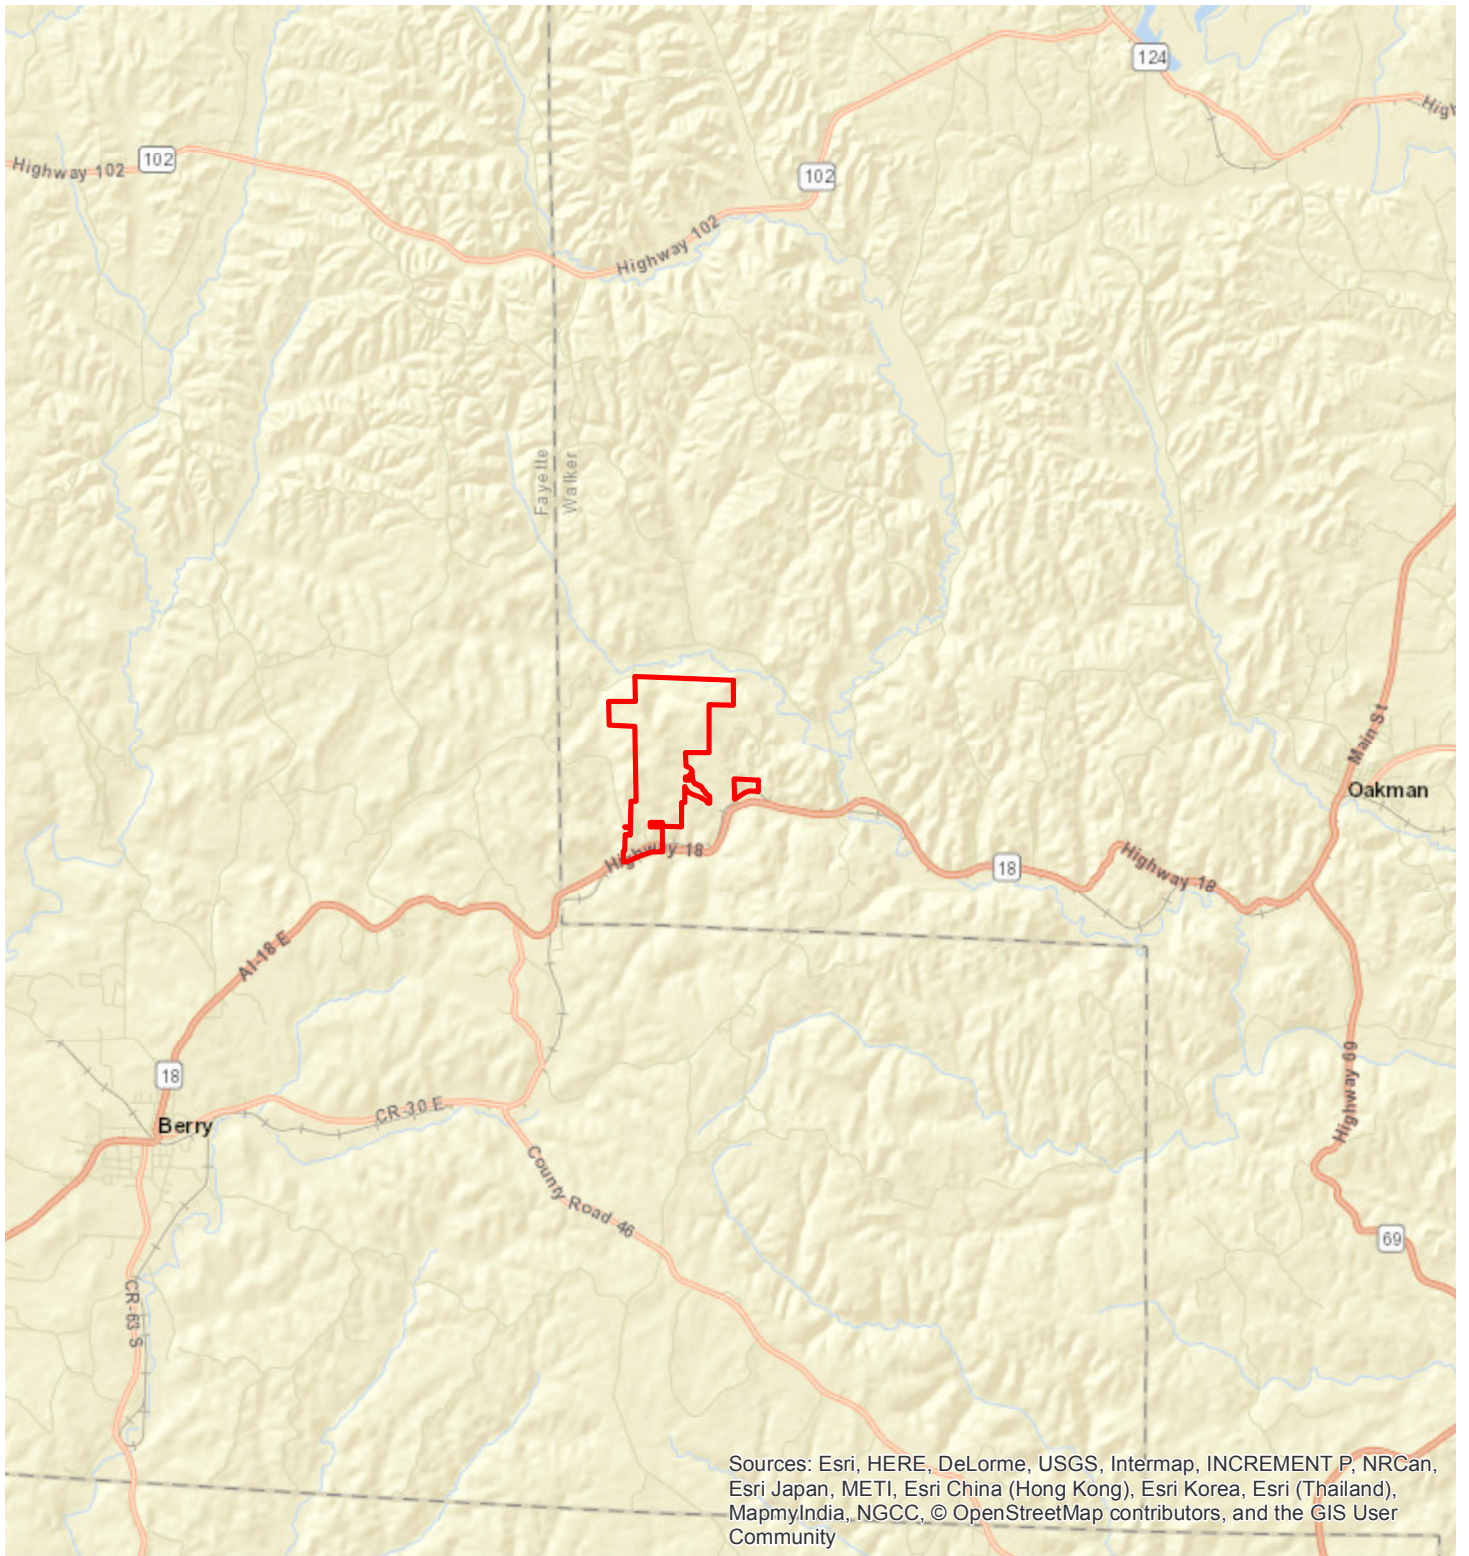 124
High
Highway 102
102
102
Highway 102
Fayette
Walker
Main St
Oakman
Highway 18
18
Highway 18
Al-18 E
18
Highway 69
CR 30 E
Berry
County Road 46
69
CR-63 S
Sources: Esri, HERE, DeLorme, USGS, Intermap, INCREMENT P, NRCan,
Esri Japan, METI, Esri China (Hong Kong), Esri Korea, Esri (Thailand),
MapmyIndia, NGCC, © OpenStreetMap contributors, and the GIS User
Community